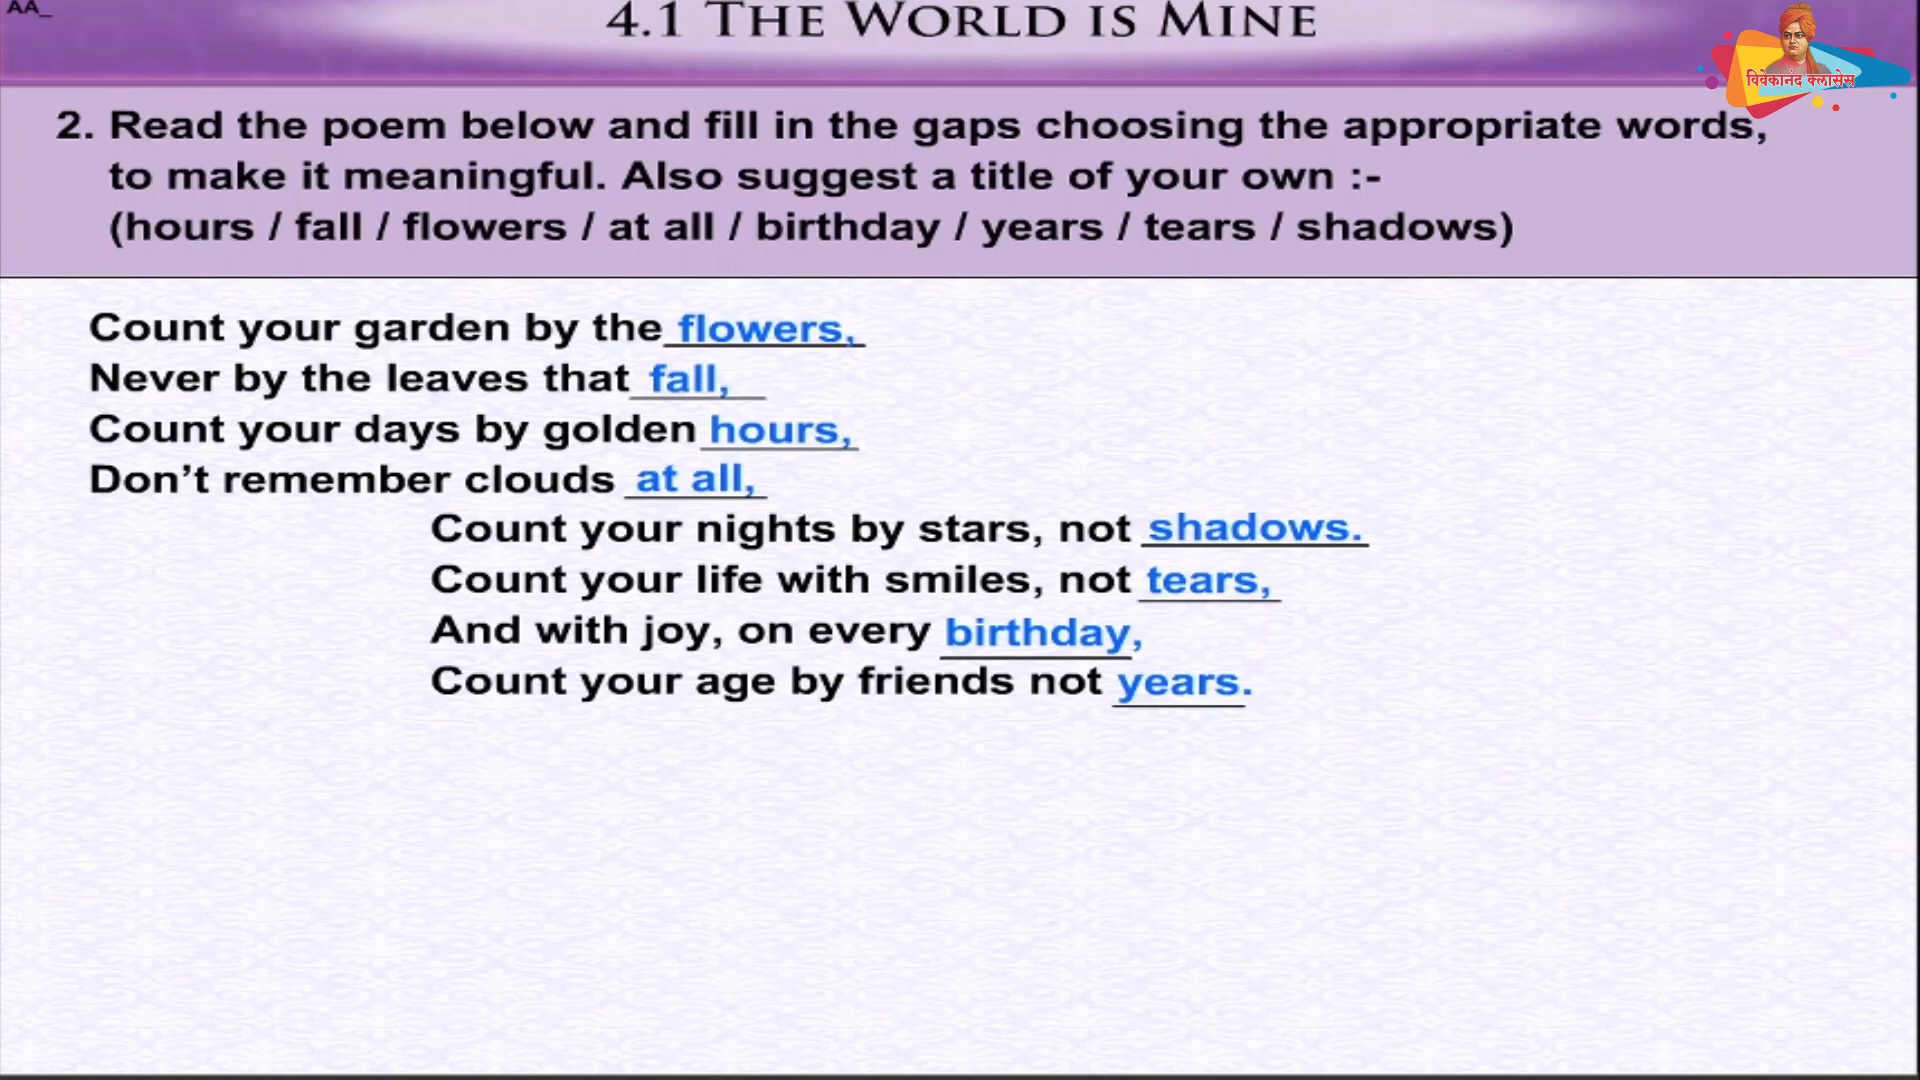 AA_
4.1 THE WORLD IS MINE
विवेकानंद क्लासेस
2. Read the poem below and fill in the gaps choosing the appropriate words,
to make it meaningful. Also suggest a title of your own :-
(hours / fall / flowers / at all / birthday / years / tears / shadows)
Count your garden by the flowers,
Never by the leaves that fall,
Count your days by golden hours,
Don’t remember clouds at all,
Count your nights by stars, not shadows.
Count your life with smiles, not tears,
And with joy, on every birthday,
Count your age by friends not years.